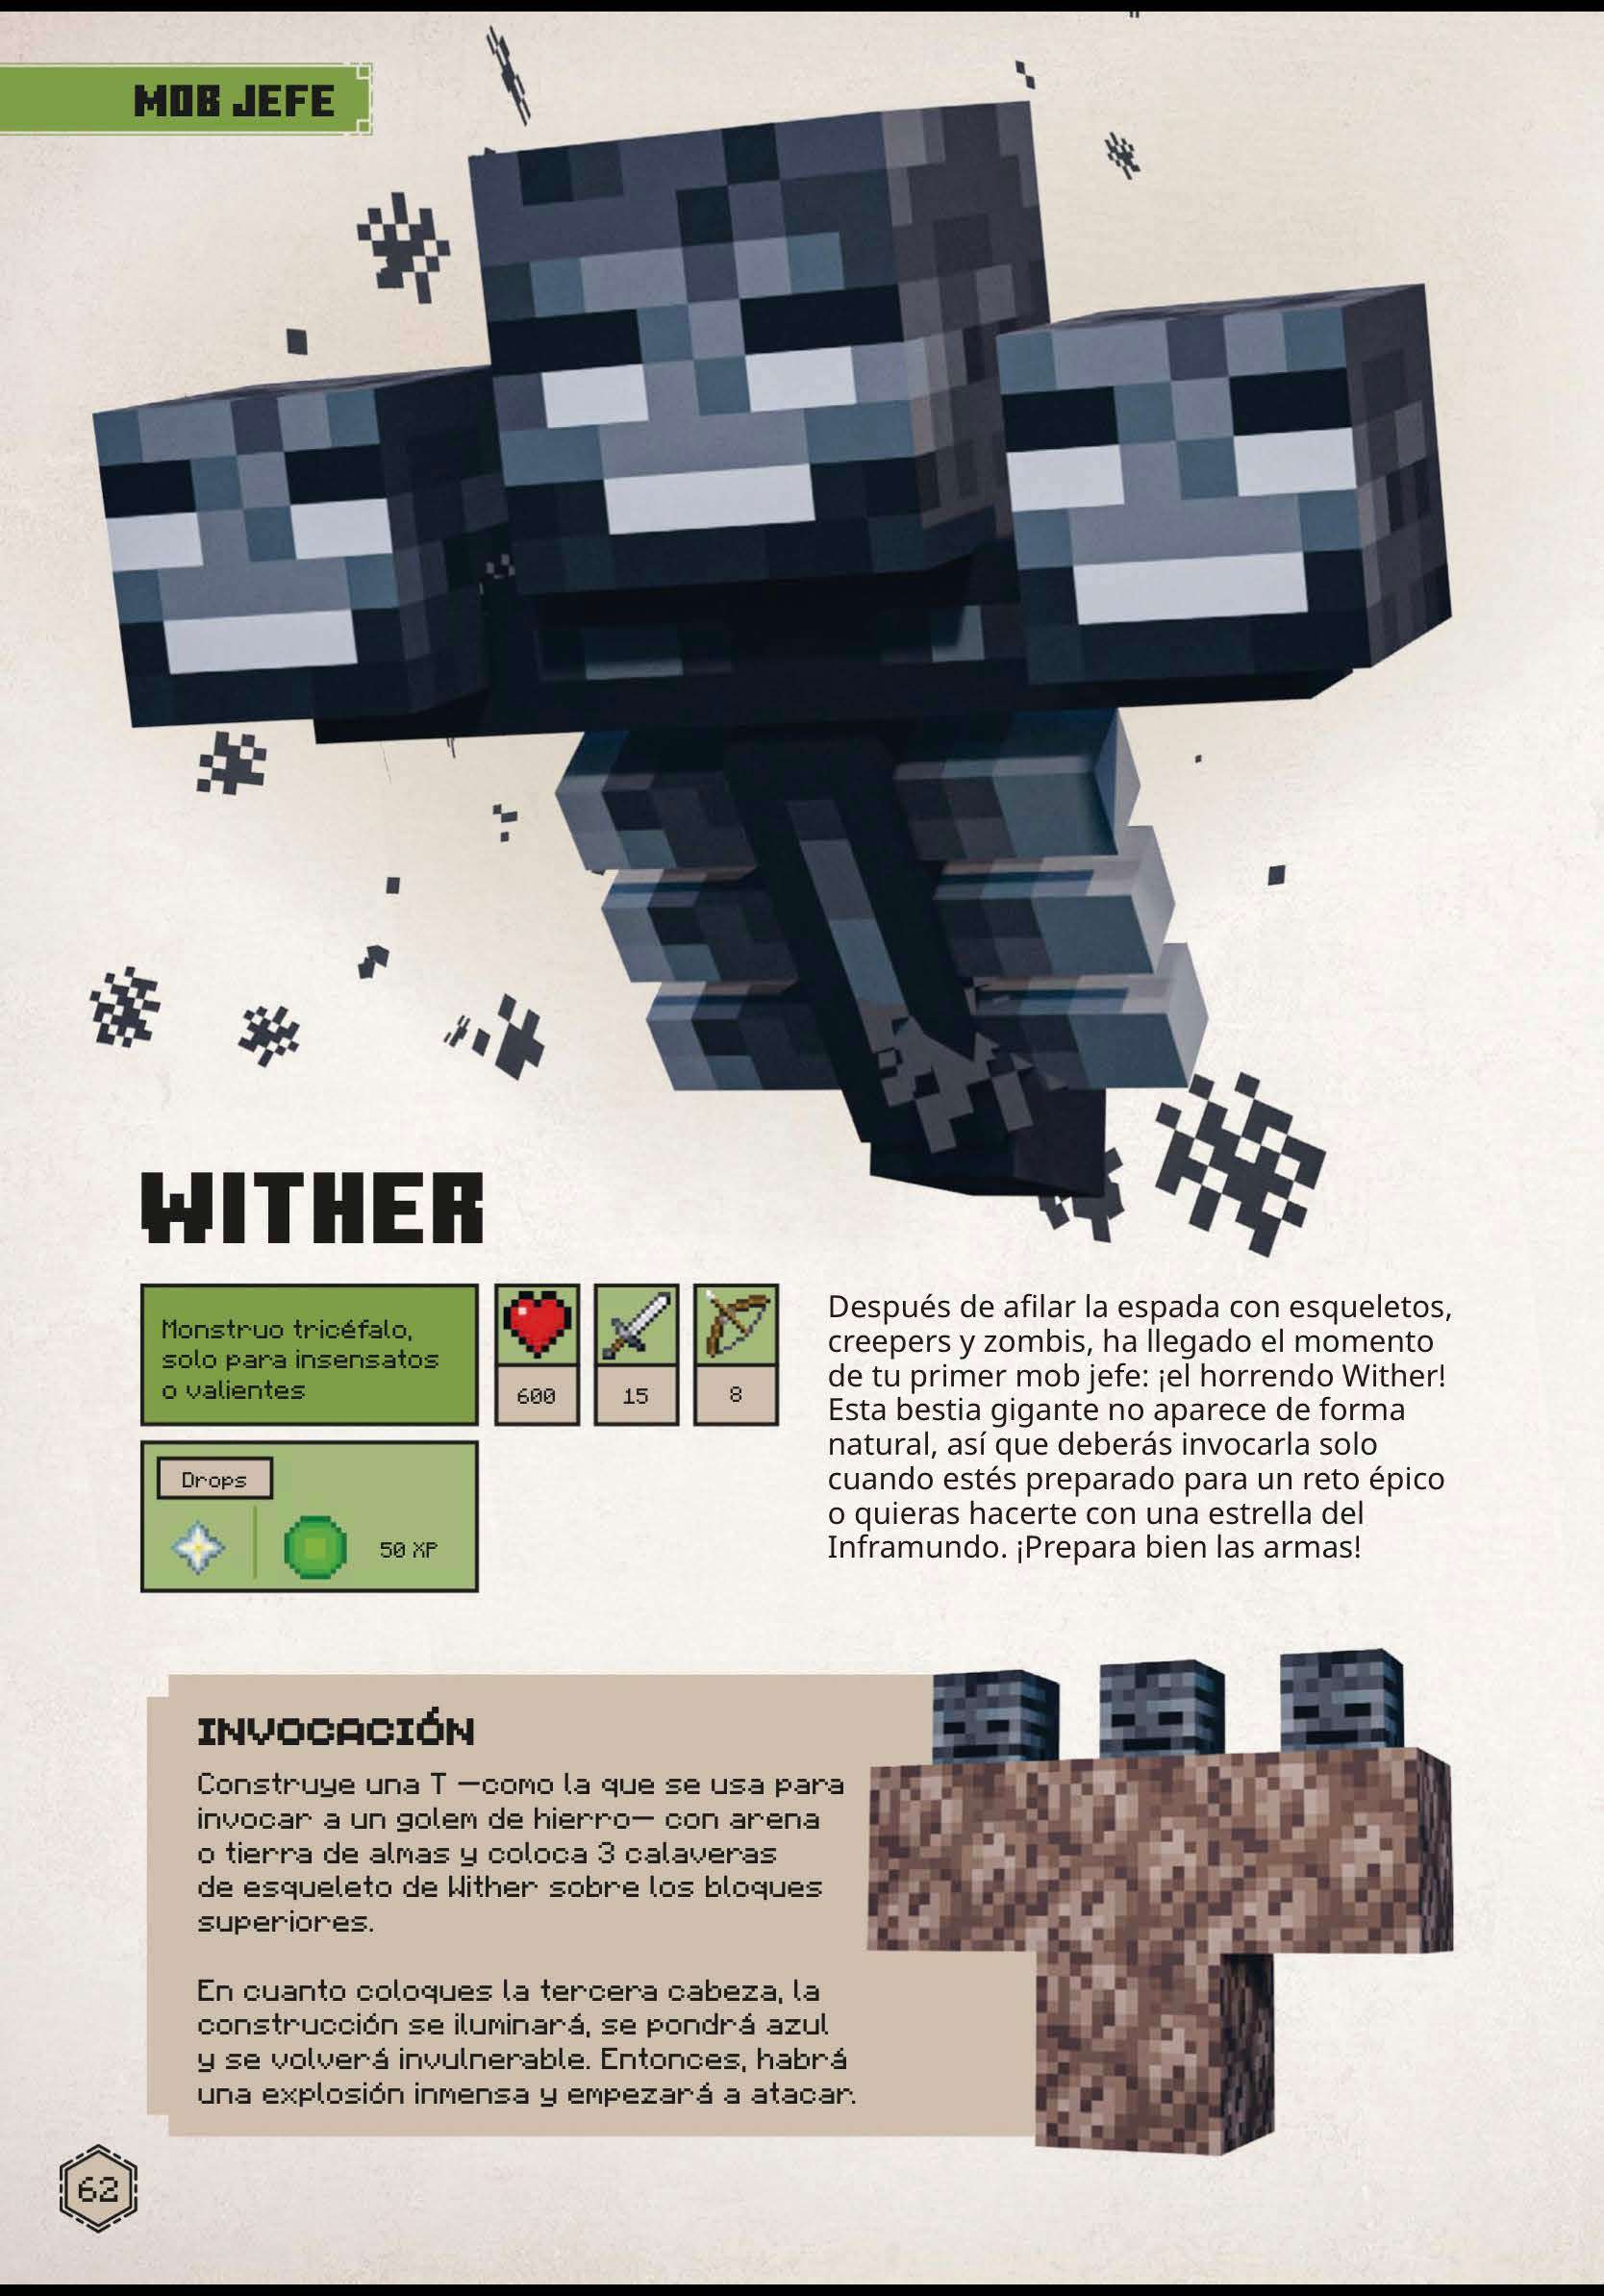 MOB JEFE
WITHER
Monstruo tricéfalo,
solo para insensatos
o valientes
600
15
8
Drops
50 XP
Después de afilar la espada con esqueletos,
creepers y zombis, ha llegado el momento
de tu primer mob jefe: ¡el horrendo Wither!
Esta bestia gigante no aparece de forma
natural, así que deberás invocarla solo
cuando estés preparado para un reto épico
o quieras hacerte con una estrella del
Inframundo. ¡Prepara bien las armas!
INVOCACIÓN
Construye una T —como la que se usa para
invocar a un golem de hierro— con arena
o tierra de almas y coloca 3 calaveras
de esqueleto de Wither sobre los bloques
superiores.
En cuanto coloques la tercera cabeza, la
construcción se iluminará, se pondrá azul
y se volverá invulnerable. Entonces, habrá
una explosión inmensa y empezará a atacar.
62